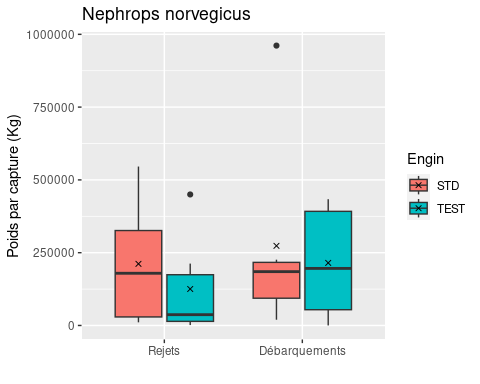 Nephrops norvegicus
Poids par capture (Kg)
1000000
750000
500000
250000
0
Rejets
Débarquements
Engin
STD
TEST